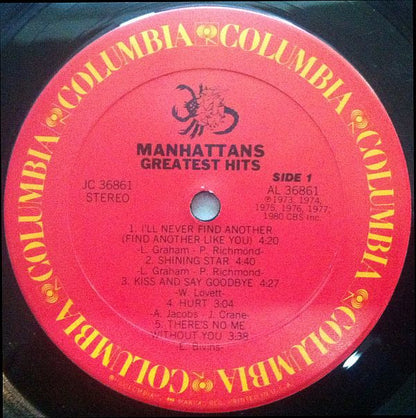 COLUMBIA COLUMBIA COLUMBIA COLUMBIA COLUMBIA COLUMBIA
MANHATTANS
GREATEST HITS
JC 36861
STEREO
SIDE 1
AL 36861
Ⓟ1973, 1974,
1975, 1976, 1977,
1980 CBS Inc.
1. I'LL NEVER FIND ANOTHER
(FIND ANOTHER LIKE YOU) 4:20
-L. Graham - P. Richmond-
2. SHINING STAR 4:40
-L. Graham - P. Richmond-
3. KISS AND SAY GOODBYE 4:27
-W. Lovett-
4. HURT 3:04
-A. Jacobs - J. Crane-
5. THERE'S NO ME
WITHOUT YOU 3:38
E. Bivins-